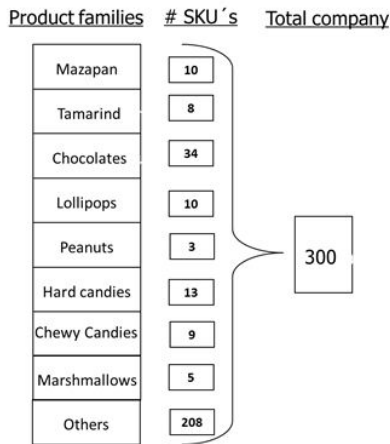 Product families # SKU´s Total company
Mazapan 10
Tamarind 8
Chocolates 34
Lollipops 10
Peanuts 3
300
Hard candies 13
Chewy Candies 9
Marshmallows 5
Others 208